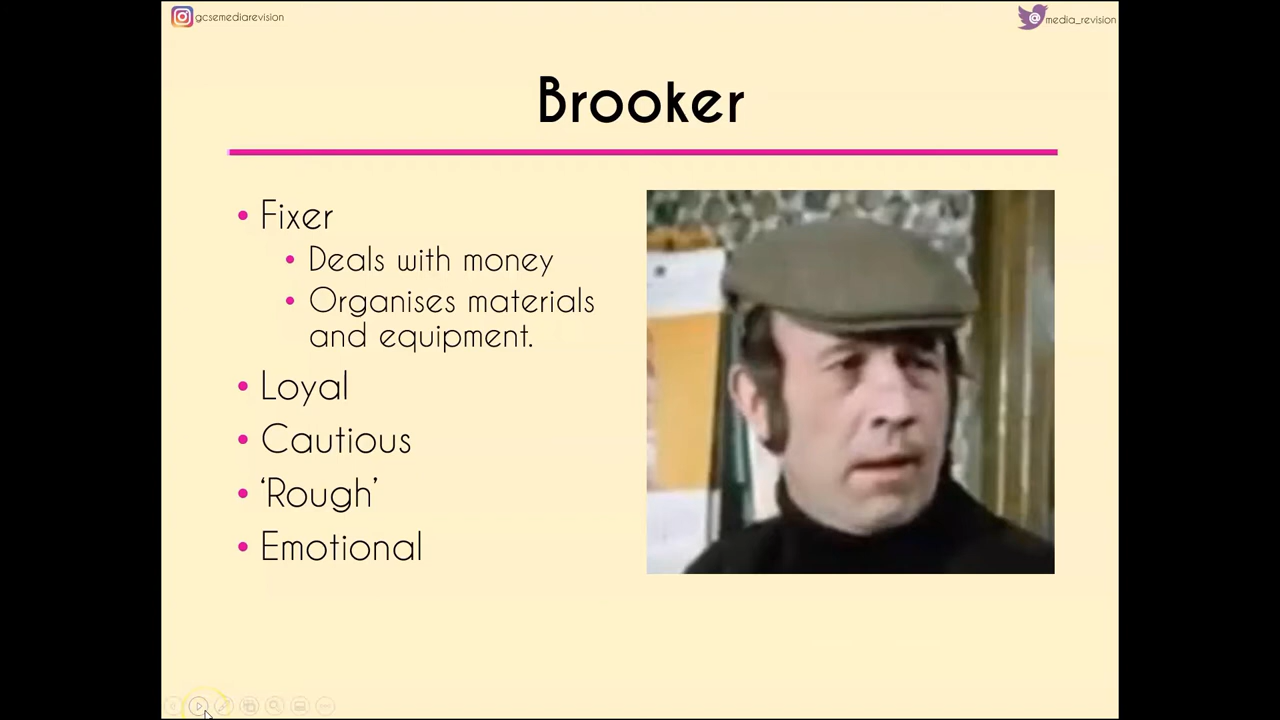 gcsemediarevision
@media_revision
Brooker
• Fixer
• Deals with money
• Organises materials
and equipment.
• Loyal
• Cautious
• ‘Rough’
• Emotional